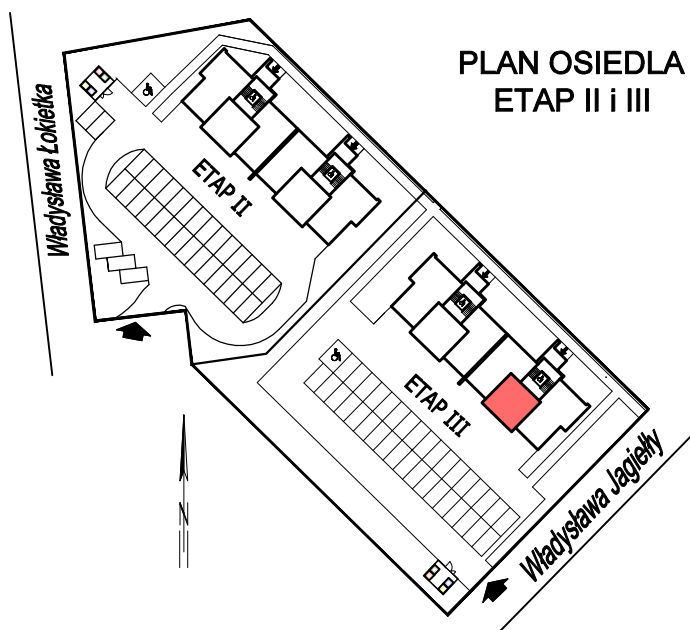 PLAN OSIEDLA
ETAP II i III
Władysława Łokietka
ETAP II
ETAP III
Władysława Jagiełły
N